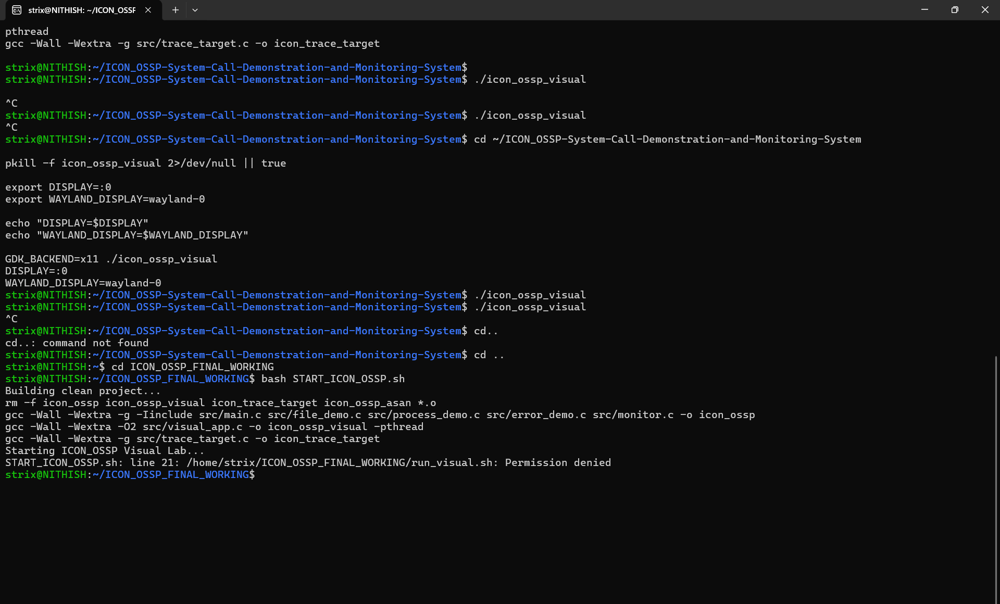 strix@NITHISH: ~/ICON_OSSF
pthread
gcc -Wall -Wextra -g src/trace_target.c -o icon_trace_target
strix@NITHISH:~/ICON_OSSP-System-Call-Demonstration-and-Monitoring-System$
strix@NITHISH:~/ICON_OSSP-System-Call-Demonstration-and-Monitoring-System$ ./icon_ossp_visual
^C
strix@NITHISH:~/ICON_OSSP-System-Call-Demonstration-and-Monitoring-System$ ./icon_ossp_visual
^C
strix@NITHISH:~/ICON_OSSP-System-Call-Demonstration-and-Monitoring-System$ cd ~/ICON_OSSP-System-Call-Demonstration-and-Monitoring-System
pkill -f icon_ossp_visual 2>/dev/null || true
export DISPLAY=:0
export WAYLAND_DISPLAY=wayland-0
echo "DISPLAY=$DISPLAY"
echo "WAYLAND_DISPLAY=$WAYLAND_DISPLAY"
GDK_BACKEND=x11 ./icon_ossp_visual
DISPLAY=:0
WAYLAND_DISPLAY=wayland-0
strix@NITHISH:~/ICON_OSSP-System-Call-Demonstration-and-Monitoring-System$ ./icon_ossp_visual
strix@NITHISH:~/ICON_OSSP-System-Call-Demonstration-and-Monitoring-System$ ./icon_ossp_visual
^C
strix@NITHISH:~/ICON_OSSP-System-Call-Demonstration-and-Monitoring-System$ cd..
cd..: command not found
strix@NITHISH:~/ICON_OSSP-System-Call-Demonstration-and-Monitoring-System$ cd ..
strix@NITHISH:~$ cd ICON_OSSP_FINAL_WORKING
strix@NITHISH:~/ICON_OSSP_FINAL_WORKING$ bash START_ICON_OSSP.sh
Building clean project...
rm -f icon_ossp icon_ossp_visual icon_trace_target icon_ossp_asan *.o
gcc -Wall -Wextra -g -Iinclude src/main.c src/file_demo.c src/process_demo.c src/error_demo.c src/monitor.c -o icon_ossp
gcc -Wall -Wextra -O2 src/visual_app.c -o icon_ossp_visual -pthread
gcc -Wall -Wextra -g src/trace_target.c -o icon_trace_target
Starting ICON_OSSP Visual Lab...
START_ICON_OSSP.sh: line 21: /home/strix/ICON_OSSP_FINAL_WORKING/run_visual.sh: Permission denied
strix@NITHISH:~/ICON_OSSP_FINAL_WORKING$